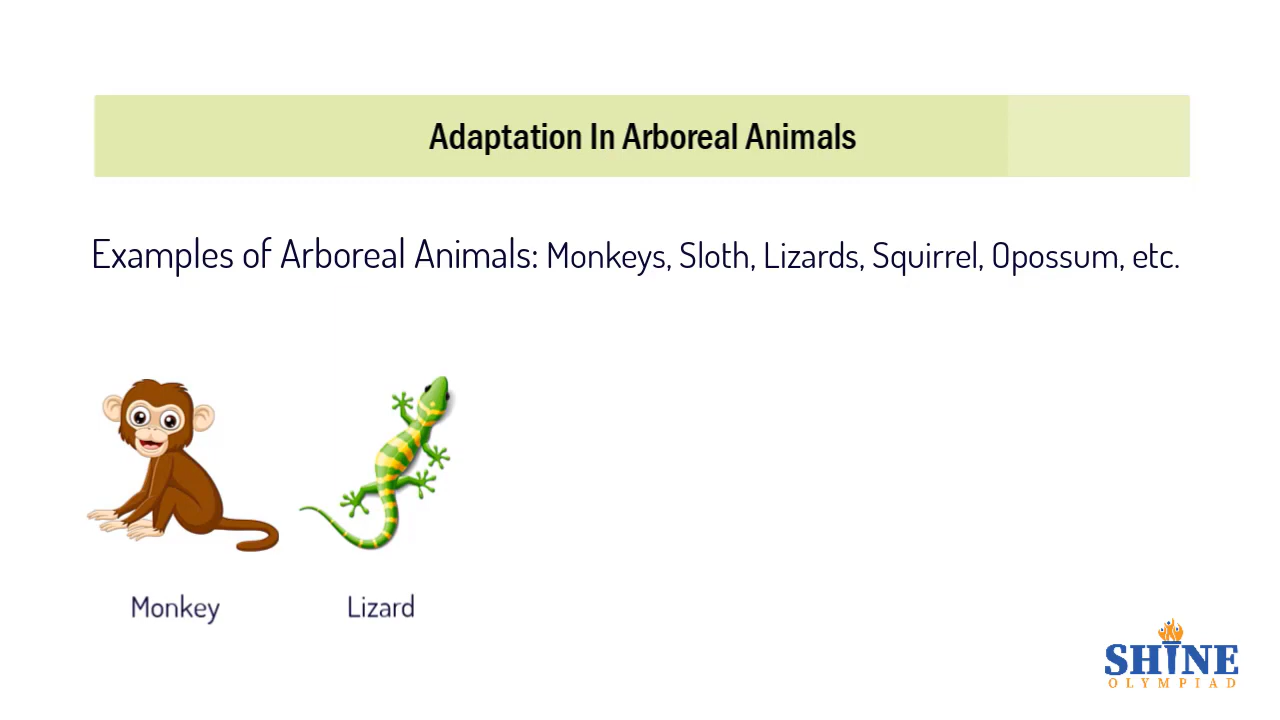 Adaptation In Arboreal Animals
Examples of Arboreal Animals: Monkeys, Sloth, Lizards, Squirrel, Opossum, etc.
Monkey
Lizard
SHINE
OLYMPIAD